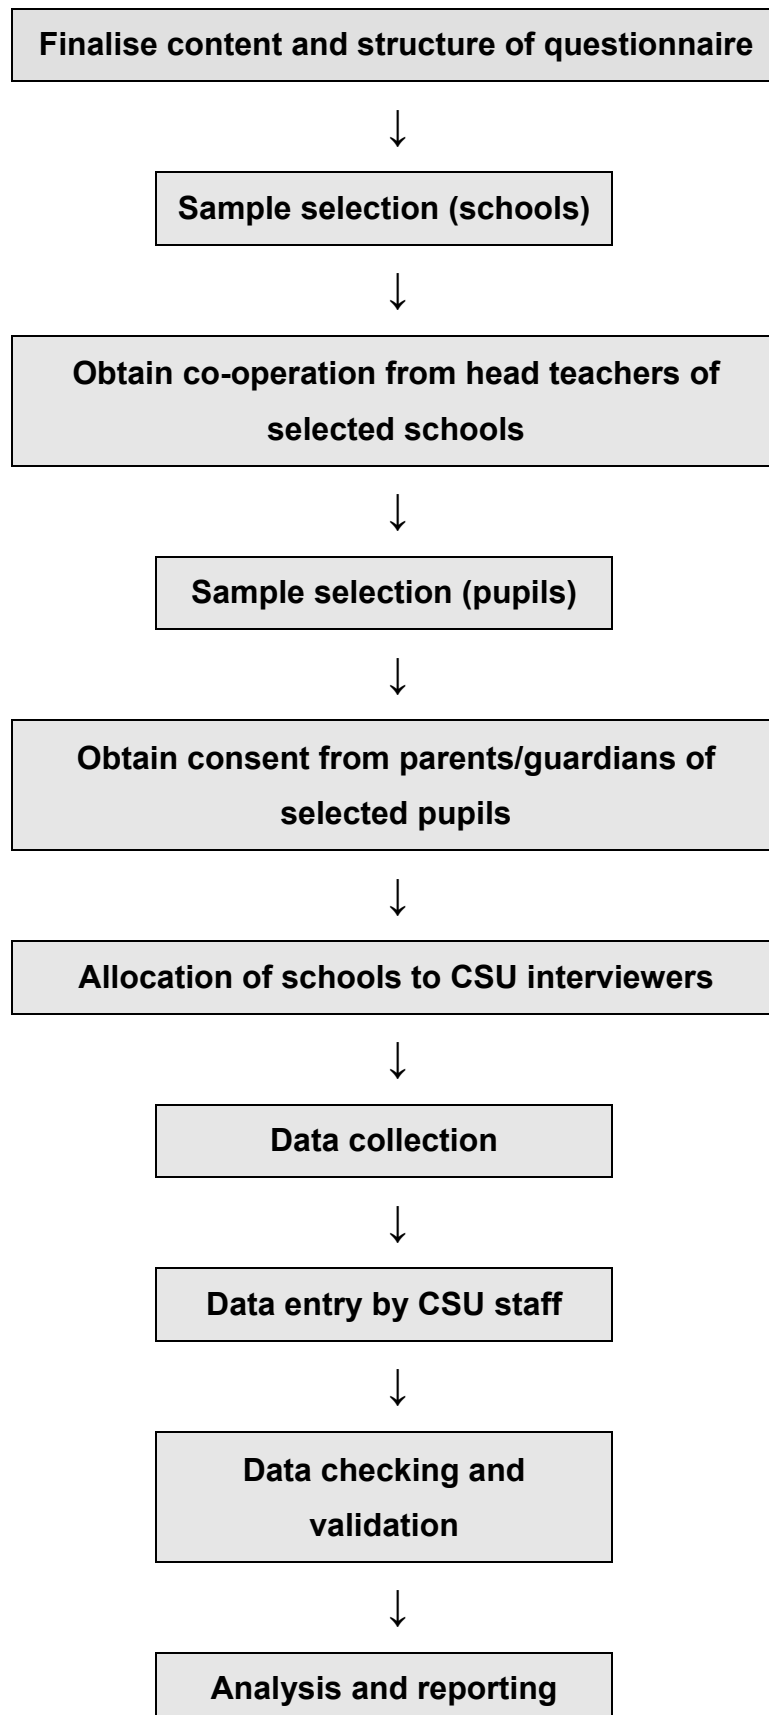 Finalise content and structure of questionnaire
↓
Sample selection (schools)
↓
Obtain co-operation from head teachers of
selected schools
↓
Sample selection (pupils)
↓
Obtain consent from parents/guardians of
selected pupils
↓
Allocation of schools to CSU interviewers
↓
Data collection
↓
Data entry by CSU staff
↓
Data checking and
validation
↓
Analysis and reporting